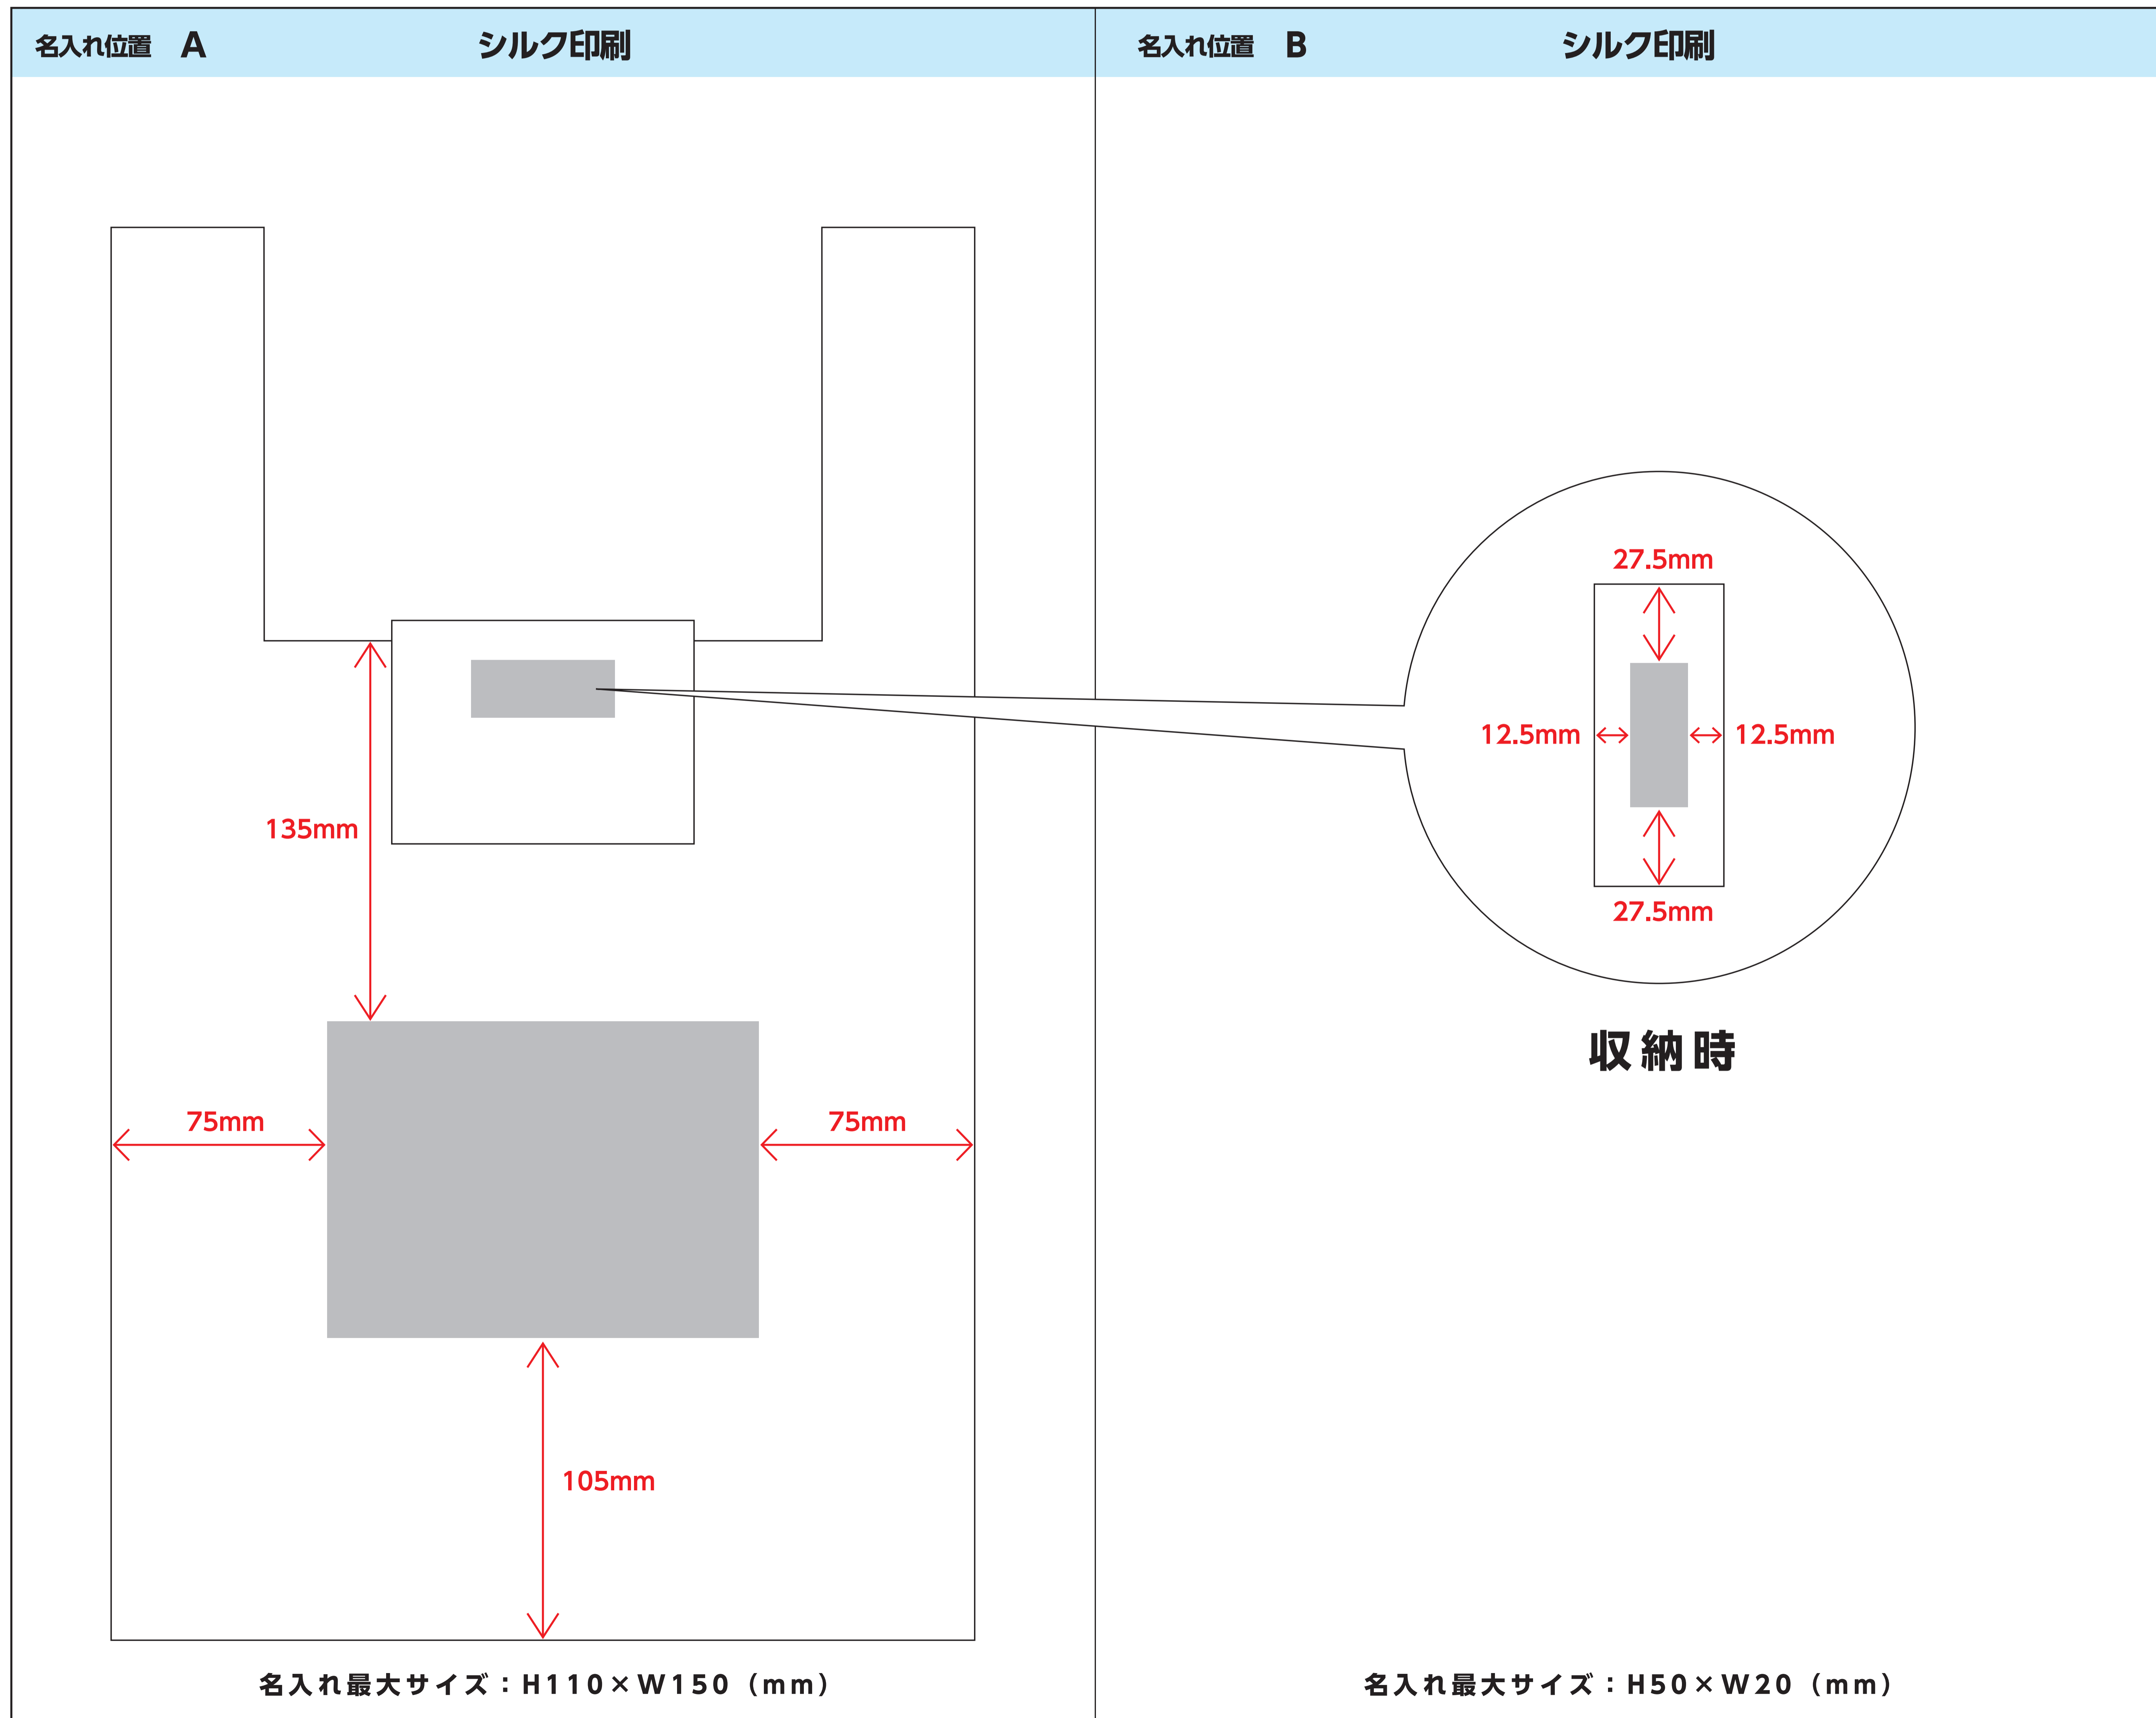 名入れ位置 A
シルク印刷
135mm
75mm
75mm
105mm
名入れ最大サイズ：H110×W150（mm）
名入れ位置 B
シルク印刷
27.5mm
12.5mm
12.5mm
27.5mm
収納時
名入れ最大サイズ：H50×W20（mm）